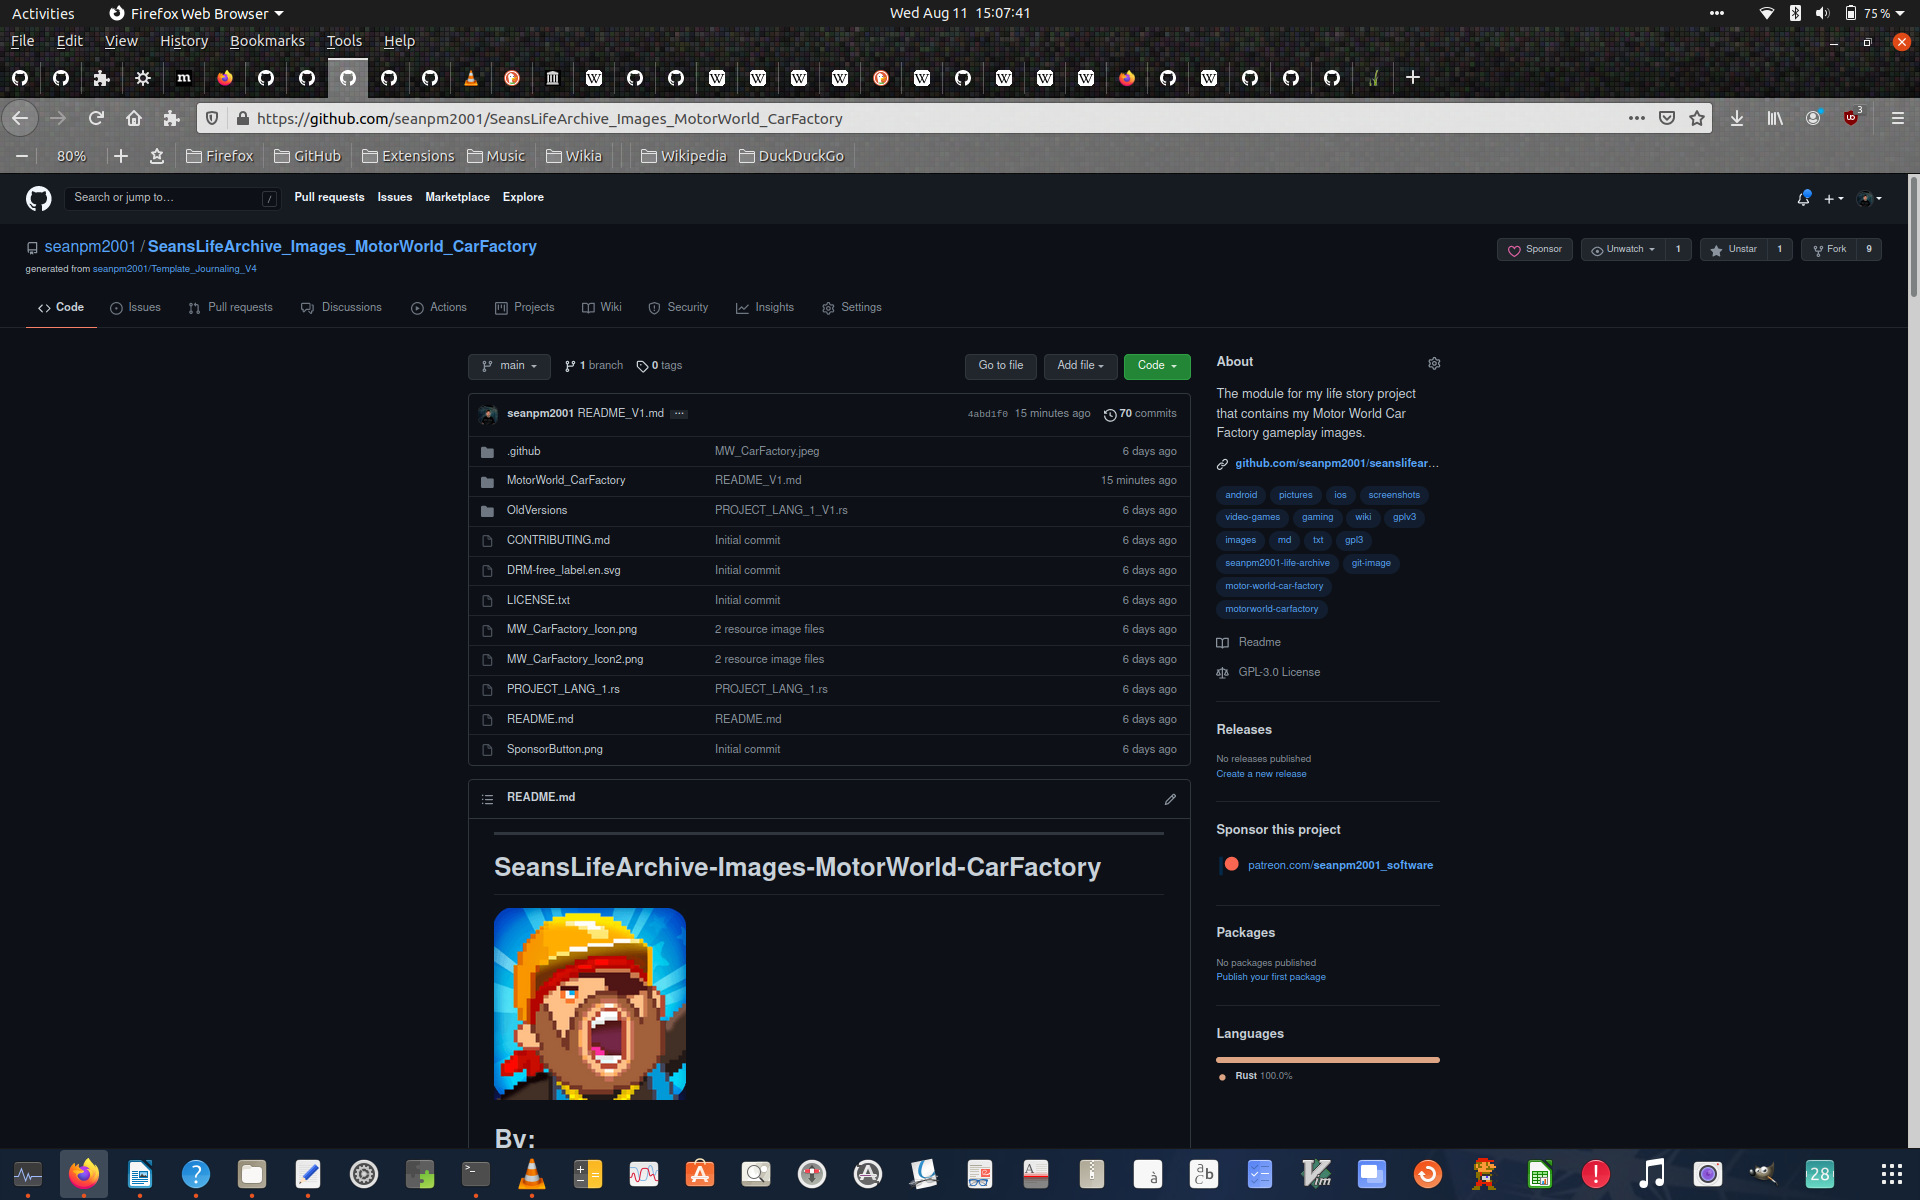 Activities Firefox Web Browser Wed Aug 11 15:07:41 75 %
File Edit View History Bookmarks Tools Help
https://github.com/seanpm2001/SeansLifeArchive_Images_MotorWorld_CarFactory 3
80% Firefox GitHub Extensions Music Wikia Wikipedia DuckDuckGo
Search or jump to… / Pull requests Issues Marketplace Explore
seanpm2001 / SeansLifeArchive_Images_MotorWorld_CarFactory Sponsor Unwatch 1 Unstar 1 Fork 9
generated from seanpm2001/Template_Journaling_V4
Code Issues Pull requests Discussions Actions Projects Wiki Security Insights Settings
main 1 branch 0 tags Go to file Add file Code
seanpm2001 README_V1.md ... 4abd1f0 15 minutes ago 70 commits
.github MW_CarFactory.jpeg 6 days ago
MotorWorld_CarFactory README_V1.md 15 minutes ago
OldVersions PROJECT_LANG_1_V1.rs 6 days ago
CONTRIBUTING.md Initial commit 6 days ago
DRM-free_label.en.svg Initial commit 6 days ago
LICENSE.txt Initial commit 6 days ago
MW_CarFactory_Icon.png 2 resource image files 6 days ago
MW_CarFactory_Icon2.png 2 resource image files 6 days ago
PROJECT_LANG_1.rs PROJECT_LANG_1.rs 6 days ago
README.md README.md 6 days ago
SponsorButton.png Initial commit 6 days ago
README.md
SeansLifeArchive-Images-MotorWorld-CarFactory
By:
About
The module for my life story project
that contains my Motor World Car
Factory gameplay images.
github.com/seanpm2001/seanslifear…
android pictures ios screenshots
video-games gaming wiki gplv3
images md txt gpl3
seanpm2001-life-archive git-image
motor-world-car-factory
motorworld-carfactory
Readme
GPL-3.0 License
Releases
No releases published
Create a new release
Sponsor this project
patreon.com/seanpm2001_software
Packages
No packages published
Publish your first package
Languages
Rust 100.0%
28